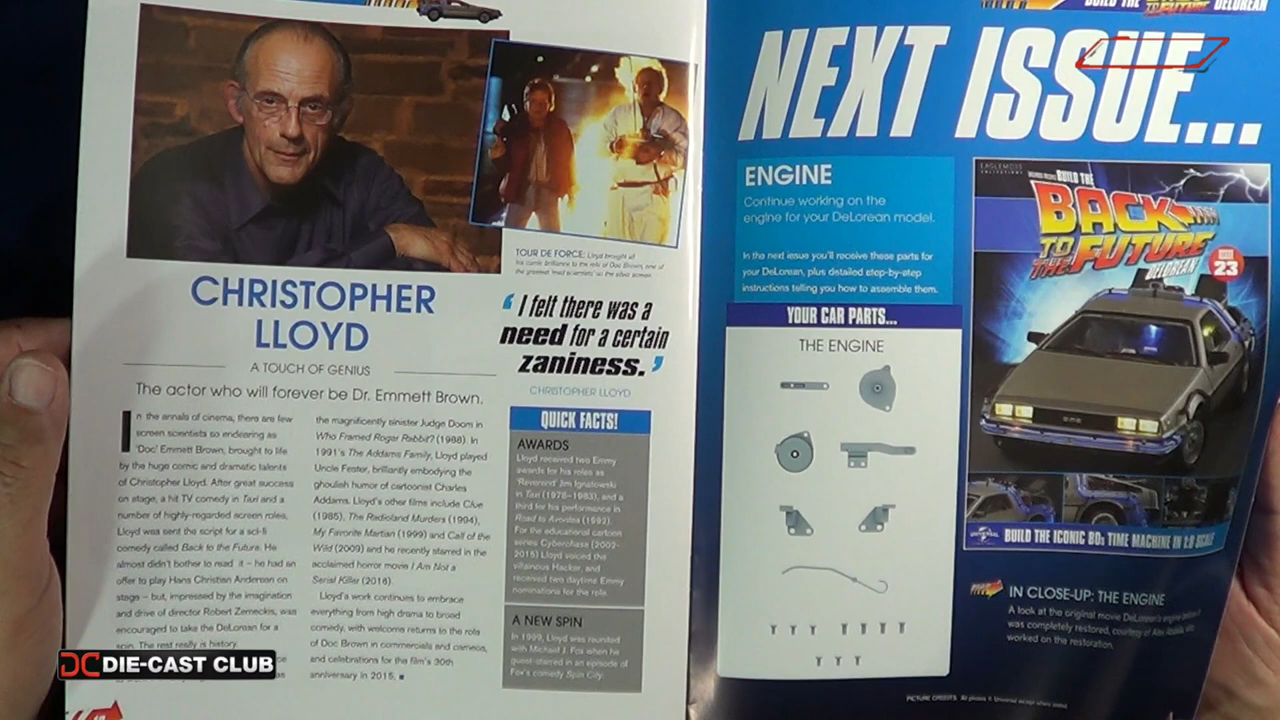 CHRISTOPHER
LLOYD
A TOUCH OF GENIUS
The actor who will forever be Dr. Emmett Brown.
In the annals of cinema, there are few
screen scientists so endearing as
'Doc' Emmett Brown, brought to life
by the huge comic and dramatic talents
of Christopher Lloyd. After great success
on stage, a hit TV comedy in Taxi and a
number of highly-regarded screen roles,
Lloyd was sent the script for a sci-fi
comedy called Back to the Future. He
almost didn't bother to read it – he had an
offer to play Hans Christian Andersen on
stage – but, impressed by the imagination
and drive of director Robert Zemeckis, was
encouraged to take the DeLorean for a
spin. The rest really is history.
the magnificently sinister Judge Doom in
Who Framed Roger Rabbit? (1988). In
1991's The Addams Family, Lloyd played
Uncle Fester, brilliantly embodying the
ghoulish humor of cartoonist Charles
Addams. Lloyd's other films include Clue
(1985), The Radioland Murders (1994),
My Favorite Martian (1999) and Call of the
Wild (2009) and he recently starred in the
acclaimed horror movie I Am Not a
Serial Killer (2016).
Lloyd's work continues to embrace
everything from high drama to broad
comedy, with welcome returns to the role
of Doc Brown in commercials and cameos,
and celebrations for the film's 30th
anniversary in 2015.
TOUR DE FORCE: Lloyd brought all
his comic brilliance to the role of Doc Brown, one of
the greatest 'mad scientists' on the silver screen.
‘I felt there was a
need for a certain
zaniness.’
CHRISTOPHER LLOYD
QUICK FACTS!
AWARDS
Lloyd received two Emmy
awards for his roles as
'Reverend' Jim Ignatowski
in Taxi (1978–1983), and a
third for his performance in
Road to Avonlea (1992).
For the educational cartoon
series Cyberchase (2002-
2015) Lloyd voiced the
villainous Hacker, and
received two daytime Emmy
nominations for the role.
A NEW SPIN
In 1999, Lloyd was reunited
with Michael J. Fox when he
guest-starred in an episode of
Fox's comedy Spin City.
DIE-CAST CLUB
BUILD THE DELOREAN
NEXT ISSUE...
ENGINE
Continue working on the
engine for your DeLorean model.
In the next issue you'll receive these parts for
your DeLorean, plus detailed step-by-step
instructions telling you how to assemble them.
YOUR CAR PARTS...
THE ENGINE
EAGLEMOSS
COLLECTIONS
BUILD THE
BACK
TO
THE FUTURE
DELOREAN
23
BUILD THE ICONIC 80s TIME MACHINE IN 1:8 SCALE
UNIVERSAL
IN CLOSE-UP: THE ENGINE
A look at the original movie DeLorean's engine
was completely restored, courtesy of
worked on the restoration.
PICTURE CREDITS: All photos © Universal except where stated